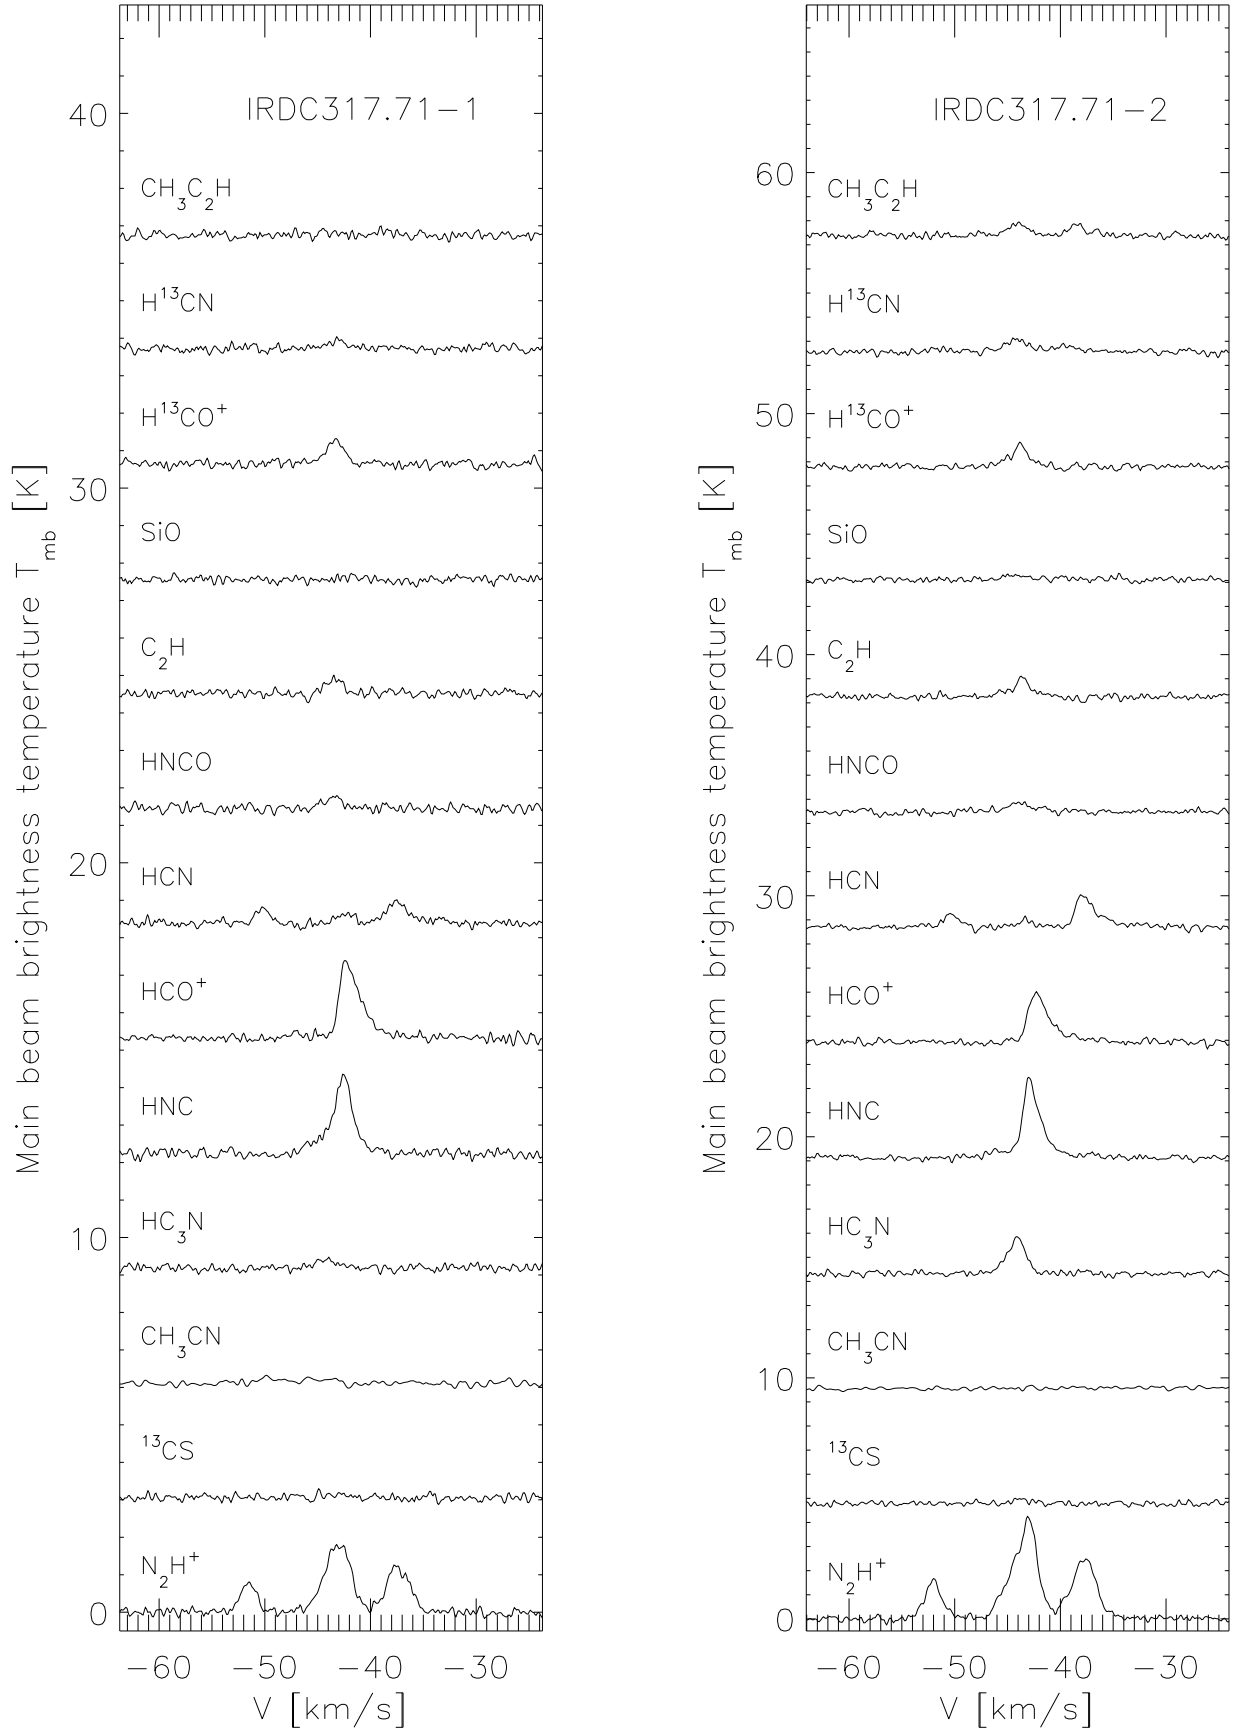 IRDC317.71-1
40
30
20
10
0
CH₃C₂H
H¹³CN
H¹³CO⁺
SiO
C₂H
HNCO
HCN
HCO⁺
HNC
HC₃N
CH₃CN
¹³CS
N₂H⁺
Main beam brightness temperature T_mb [K]
-60 -50 -40 -30
V [km/s]
IRDC317.71-2
60
50
40
30
20
10
0
CH₃C₂H
H¹³CN
H¹³CO⁺
SiO
C₂H
HNCO
HCN
HCO⁺
HNC
HC₃N
CH₃CN
¹³CS
N₂H⁺
Main beam brightness temperature T_mb [K]
-60 -50 -40 -30
V [km/s]